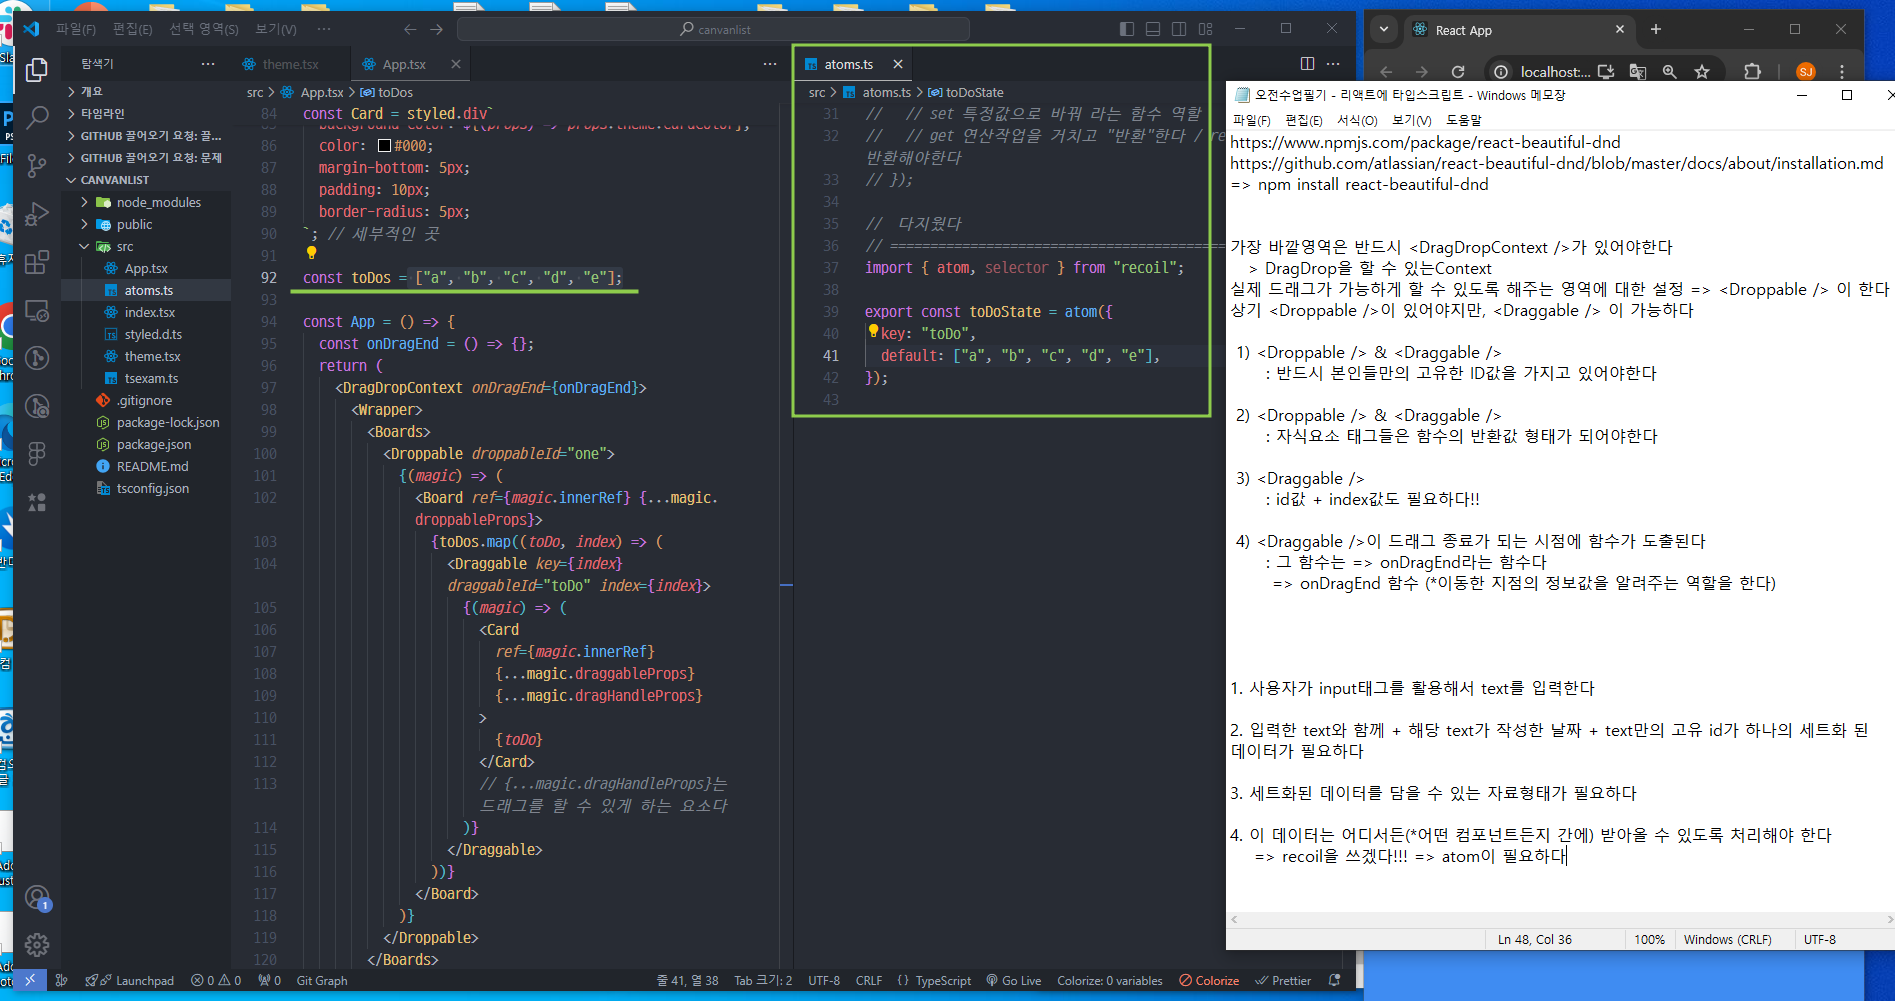 파일(F) 편집(E) 선택 영역(S) 보기(V) ··· canvanlist
탐색기
개요
타임라인
GITHUB 끌어오기 요청: 끌...
GITHUB 끌어오기 요청: 문제
CANVANLIST
node_modules
public
src
App.tsx
atoms.ts
index.tsx
styled.d.ts
theme.tsx
tsexam.ts
.gitignore
package-lock.json
package.json
README.md
tsconfig.json
theme.tsx App.tsx
src > App.tsx > toDos
84 const Card = styled.div`
86 color: #000;
87 margin-bottom: 5px;
88 padding: 10px;
89 border-radius: 5px;
90 `; // 세부적인 곳
91
92 const toDos = ["a", "b", "c", "d", "e"];
93
94 const App = () => {
95 const onDragEnd = () => {};
96 return (
97 <DragDropContext onDragEnd={onDragEnd}>
98 <Wrapper>
99 <Boards>
100 <Droppable droppableId="one">
101 {(magic) => (
102 <Board ref={magic.innerRef} {...magic.
droppableProps}>
103 {toDos.map((toDo, index) => (
104 <Draggable key={index}
draggableId="toDo" index={index}>
105 {(magic) => (
106 <Card
107 ref={magic.innerRef}
108 {...magic.draggableProps}
109 {...magic.dragHandleProps}
110 >
111 {toDo}
112 </Card>
113 // {...magic.dragHandleProps}는
드래그를 할 수 있게 하는 요소다
114 )}
115 </Draggable>
116 ))}
117 </Board>
118 )}
119 </Droppable>
120 </Boards>
atoms.ts
src > atoms.ts > toDoState
31 // // set 특정값으로 바꿔 라는 함수 역할
32 // // get 연산작업을 거치고 "반환"한다 / re
반환해야한다
33 // });
34
35 // 다지웠다
36 // ==========================================
37 import { atom, selector } from "recoil";
38
39 export const toDoState = atom({
40 key: "toDo",
41 default: ["a", "b", "c", "d", "e"],
42 });
43
1
Launchpad 0 0 0 Git Graph 줄 41, 열 38 Tab 크기: 2 UTF-8 CRLF {} TypeScript Go Live Colorize: 0 variables Colorize Prettier
React App
localhost:... SJ
오전수업필기 - 리액트에 타입스크립트 - Windows 메모장
파일(F) 편집(E) 서식(O) 보기(V) 도움말
https://www.npmjs.com/package/react-beautiful-dnd
https://github.com/atlassian/react-beautiful-dnd/blob/master/docs/about/installation.md
=> npm install react-beautiful-dnd
가장 바깥영역은 반드시 <DragDropContext />가 있어야한다
> DragDrop을 할 수 있는Context
실제 드래그가 가능하게 할 수 있도록 해주는 영역에 대한 설정 => <Droppable /> 이 한다
상기 <Droppable />이 있어야지만, <Draggable /> 이 가능하다
1) <Droppable /> & <Draggable />
: 반드시 본인들만의 고유한 ID값을 가지고 있어야한다
2) <Droppable /> & <Draggable />
: 자식요소 태그들은 함수의 반환값 형태가 되어야한다
3) <Draggable />
: id값 + index값도 필요하다!!
4) <Draggable />이 드래그 종료가 되는 시점에 함수가 도출된다
: 그 함수는 => onDragEnd라는 함수다
=> onDragEnd 함수 (*이동한 지점의 정보값을 알려주는 역할을 한다)
1. 사용자가 input태그를 활용해서 text를 입력한다
2. 입력한 text와 함께 + 해당 text가 작성한 날짜 + text만의 고유 id가 하나의 세트화 된
데이터가 필요하다
3. 세트화된 데이터를 담을 수 있는 자료형태가 필요하다
4. 이 데이터는 어디서든(*어떤 컴포넌트든지 간에) 받아올 수 있도록 처리해야 한다
=> recoil을 쓰겠다!!! => atom이 필요하다
Ln 48, Col 36 100% Windows (CRLF) UTF-8